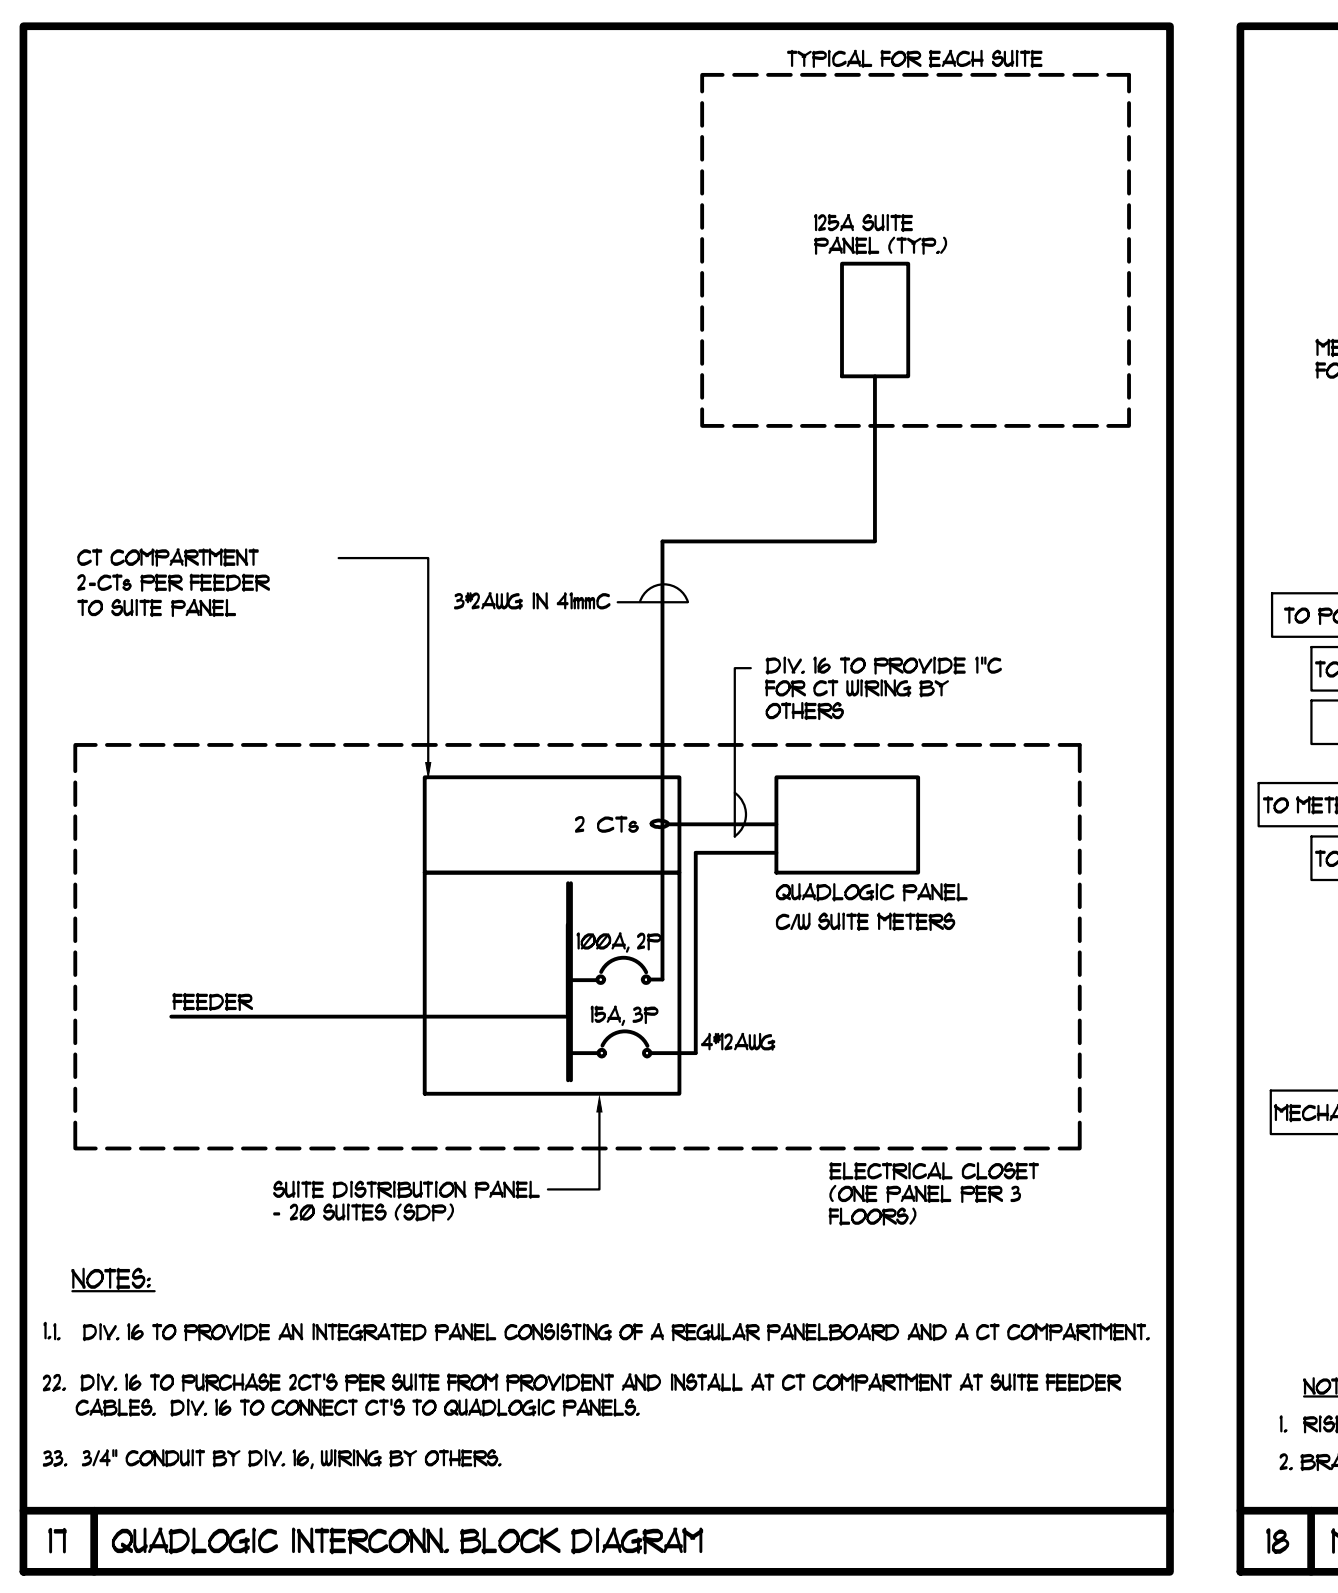 TYPICAL FOR EACH SUITE
125A SUITE
PANEL (TYP.)
CT COMPARTMENT
2-CTs PER FEEDER
TO SUITE PANEL
3#2AWG IN 41mmC
DIV. 16 TO PROVIDE 1"C
FOR CT WIRING BY
OTHERS
2 CTs
QUADLOGIC PANEL
C/W SUITE METERS
100A, 2P
FEEDER
15A, 3P
4#12AWG
SUITE DISTRIBUTION PANEL
- 20 SUITES (SDP)
ELECTRICAL CLOSET
(ONE PANEL PER 3
FLOORS)
NOTES:
1.1. DIV. 16 TO PROVIDE AN INTEGRATED PANEL CONSISTING OF A REGULAR PANELBOARD AND A CT COMPARTMENT.
22. DIV. 16 TO PURCHASE 2CT'S PER SUITE FROM PROVIDENT AND INSTALL AT CT COMPARTMENT AT SUITE FEEDER
CABLES. DIV. 16 TO CONNECT CT'S TO QUADLOGIC PANELS.
33. 3/4" CONDUIT BY DIV. 16, WIRING BY OTHERS.
17 QUADLOGIC INTERCONN. BLOCK DIAGRAM
TO
TO
TO
TO
1.
2.
18